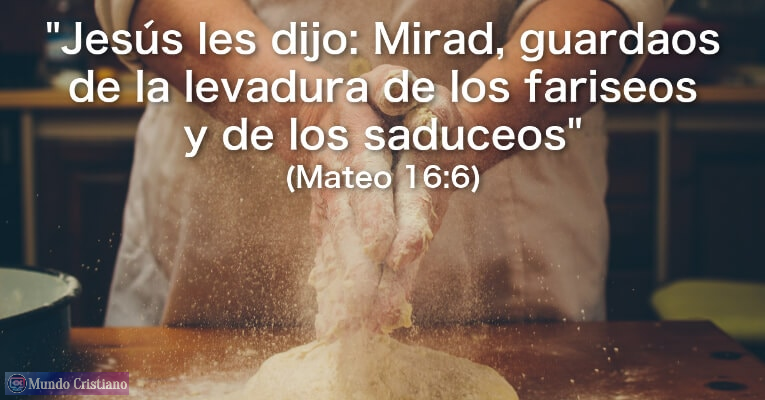 "Jesús les dijo: Mirad, guardaos
de la levadura de los fariseos
y de los saduceos"
(Mateo 16:6)
Mundo Cristiano